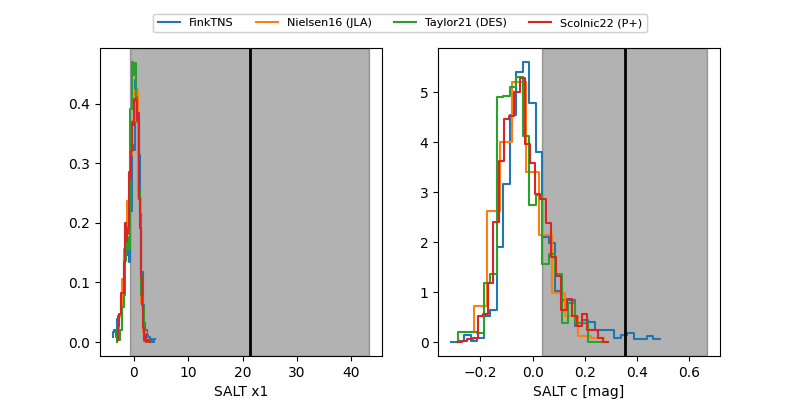 FinkTNS Nielsen16 (JLA) Taylor21 (DES) Scolnic22 (P+)
0.4
0.3
0.2
0.1
0.0
0 10 20 30 40
SALT x1
5
4
3
2
1
0
−0.2 0.0 0.2 0.4 0.6
SALT c [mag]